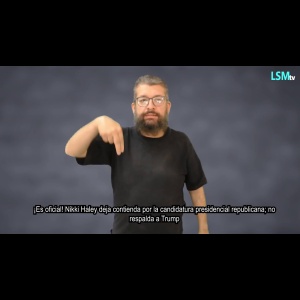 LSMtv
¡Es oficial! Nikki Haley deja contienda por la candidatura presidencial republicana; no
respalda a Trump